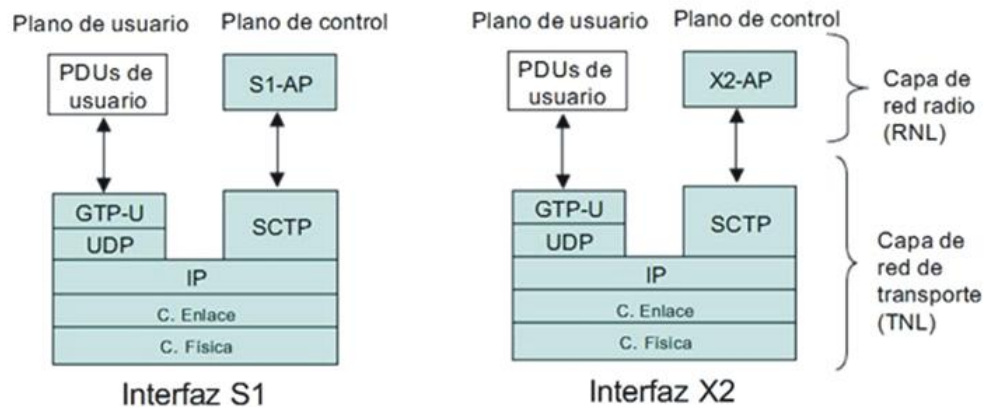 Plano de usuario
Plano de control
PDUs de
usuario
S1-AP
GTP-U
UDP
SCTP
IP
C. Enlace
C. Física
Interfaz S1
Plano de usuario
Plano de control
PDUs de
usuario
X2-AP
GTP-U
UDP
SCTP
IP
C. Enlace
C. Física
Interfaz X2
Capa de
red radio
(RNL)
Capa de
red de
transporte
(TNL)